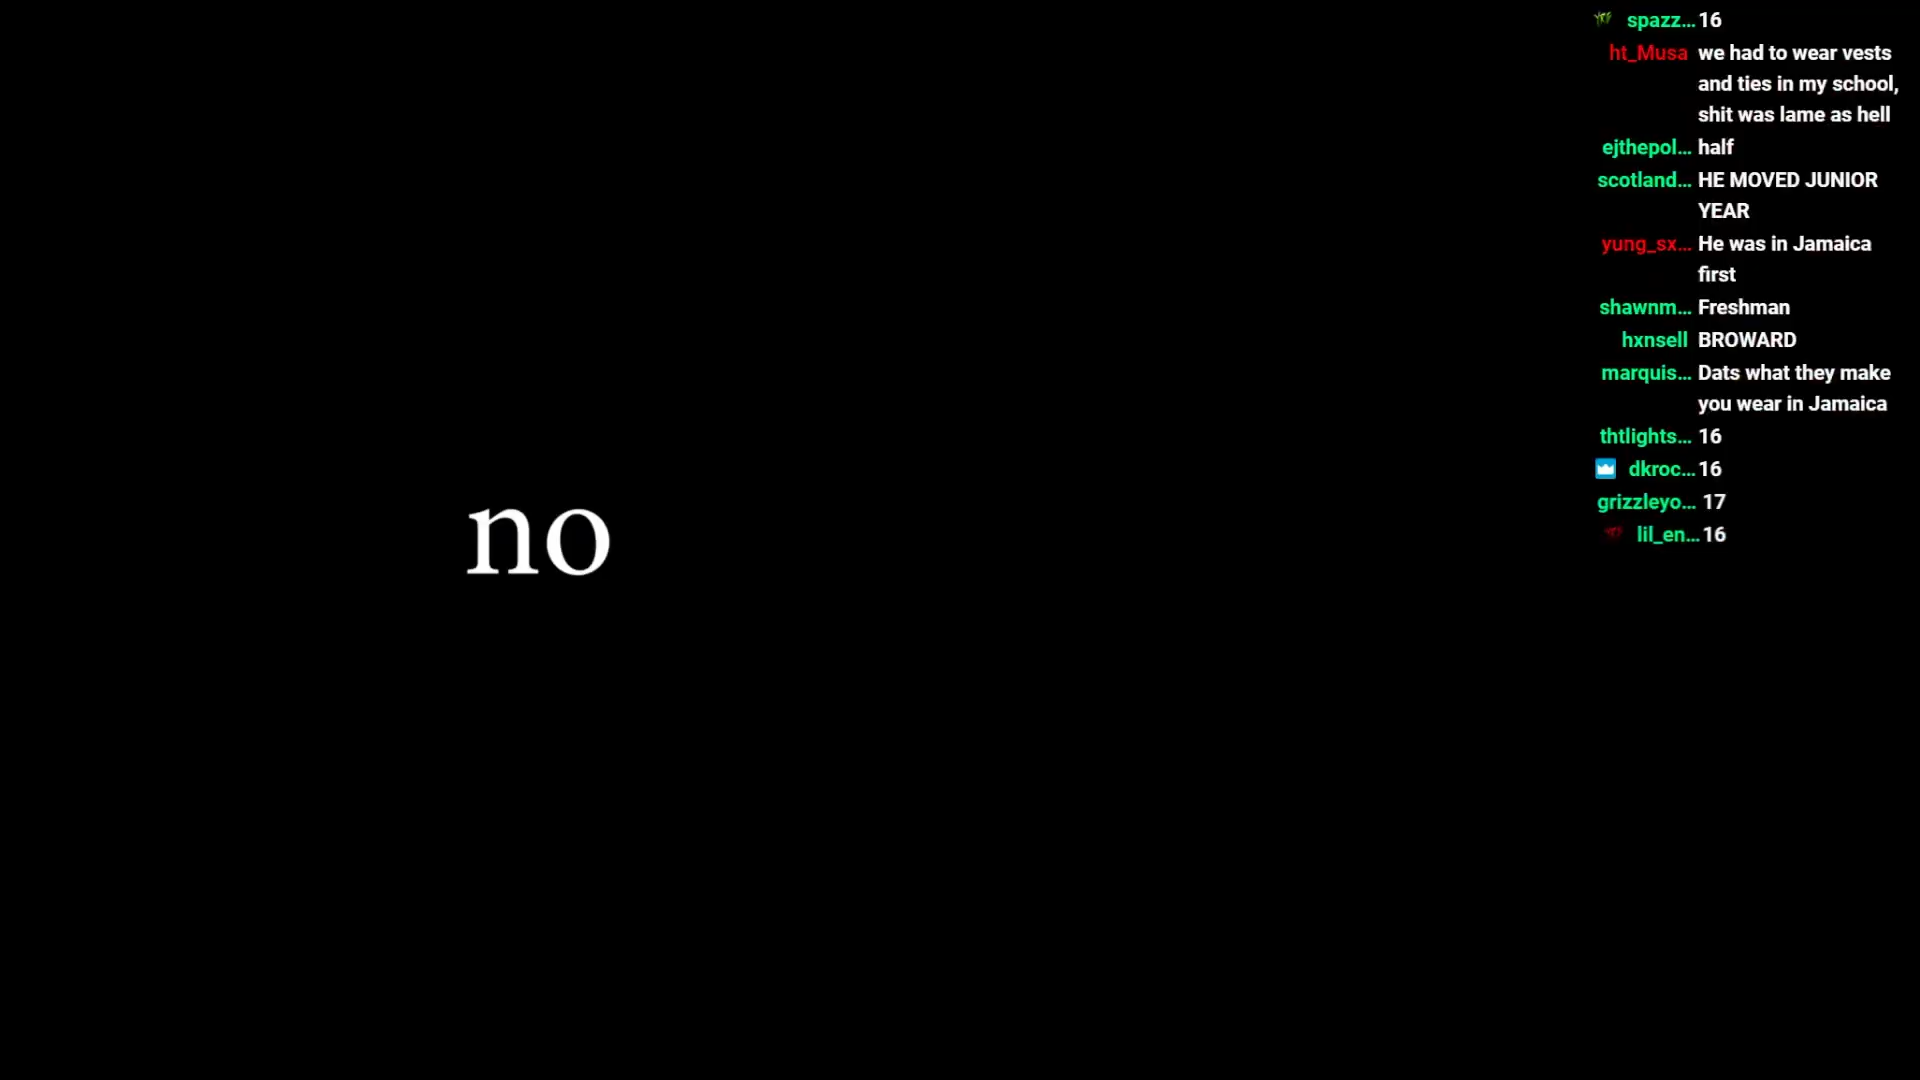 no
spazz... 16
ht_Musa we had to wear vests
and ties in my school,
shit was lame as hell
ejthepol... half
scotland... HE MOVED JUNIOR
YEAR
yung_sx... He was in Jamaica
first
shawnm... Freshman
hxnsell BROWARD
marquis... Dats what they make
you wear in Jamaica
thtlights... 16
dkroc... 16
grizzleyo... 17
lil_en... 16